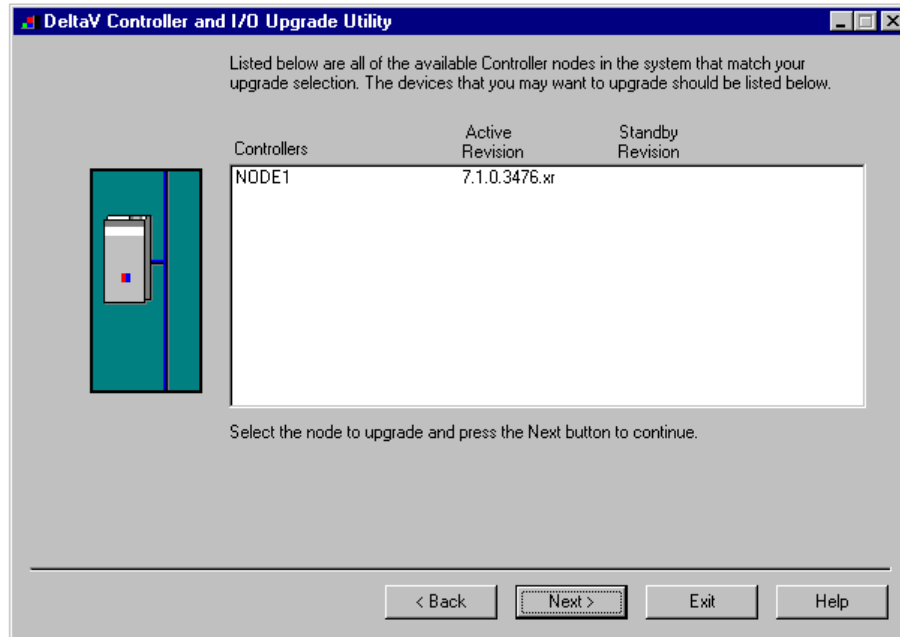 DeltaV Controller and I/O Upgrade Utility
Listed below are all of the available Controller nodes in the system that match your
upgrade selection. The devices that you may want to upgrade should be listed below.
Controllers Active Revision Standby Revision
NODE1 7.1.0.3476.xr
Select the node to upgrade and press the Next button to continue.
< Back Next > Exit Help